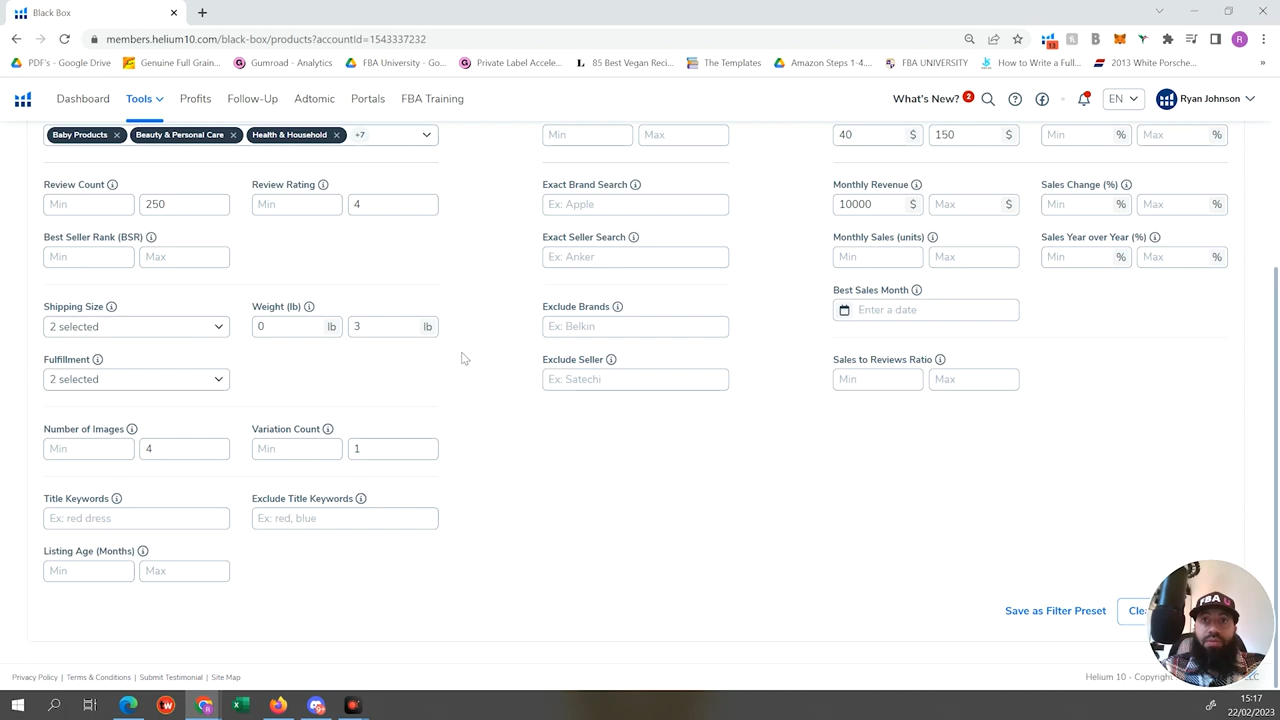 Black Box
members.helium10.com/black-box/products?accountId=1543337232
13
R
PDF's - Google Drive
Genuine Full Grain...
Gumroad - Analytics
FBA University - Go...
Private Label Accele...
85 Best Vegan Reci...
The Templates
Amazon Steps 1-4....
FBA UNIVERSITY
How to Write a Full...
2013 White Porsche...
Dashboard
Tools
Profits
Follow-Up
Adtomic
Portals
FBA Training
What's New? 2
EN
Ryan Johnson
Baby Products
Beauty & Personal Care
Health & Household
+7
Min
Max
40 $
150 $
Min %
Max %
Review Count
Review Rating
Exact Brand Search
Monthly Revenue
Sales Change (%)
Min
250
Min
4
Ex: Apple
10000 $
Max $
Min %
Max %
Best Seller Rank (BSR)
Exact Seller Search
Monthly Sales (units)
Sales Year over Year (%)
Min
Max
Ex: Anker
Min
Max
Min %
Max %
Best Sales Month
Enter a date
Shipping Size
Weight (lb)
Exclude Brands
2 selected
0 lb
3 lb
Ex: Belkin
Fulfillment
Exclude Seller
Sales to Reviews Ratio
2 selected
Ex: Satechi
Min
Max
Number of Images
Variation Count
Min
4
Min
1
Title Keywords
Exclude Title Keywords
Ex: red dress
Ex: red, blue
Listing Age (Months)
Min
Max
Save as Filter Preset
FBA
Privacy Policy | Terms & Conditions | Submit Testimonial | Site Map
Helium 10 - LLC
15:17
22/02/2023